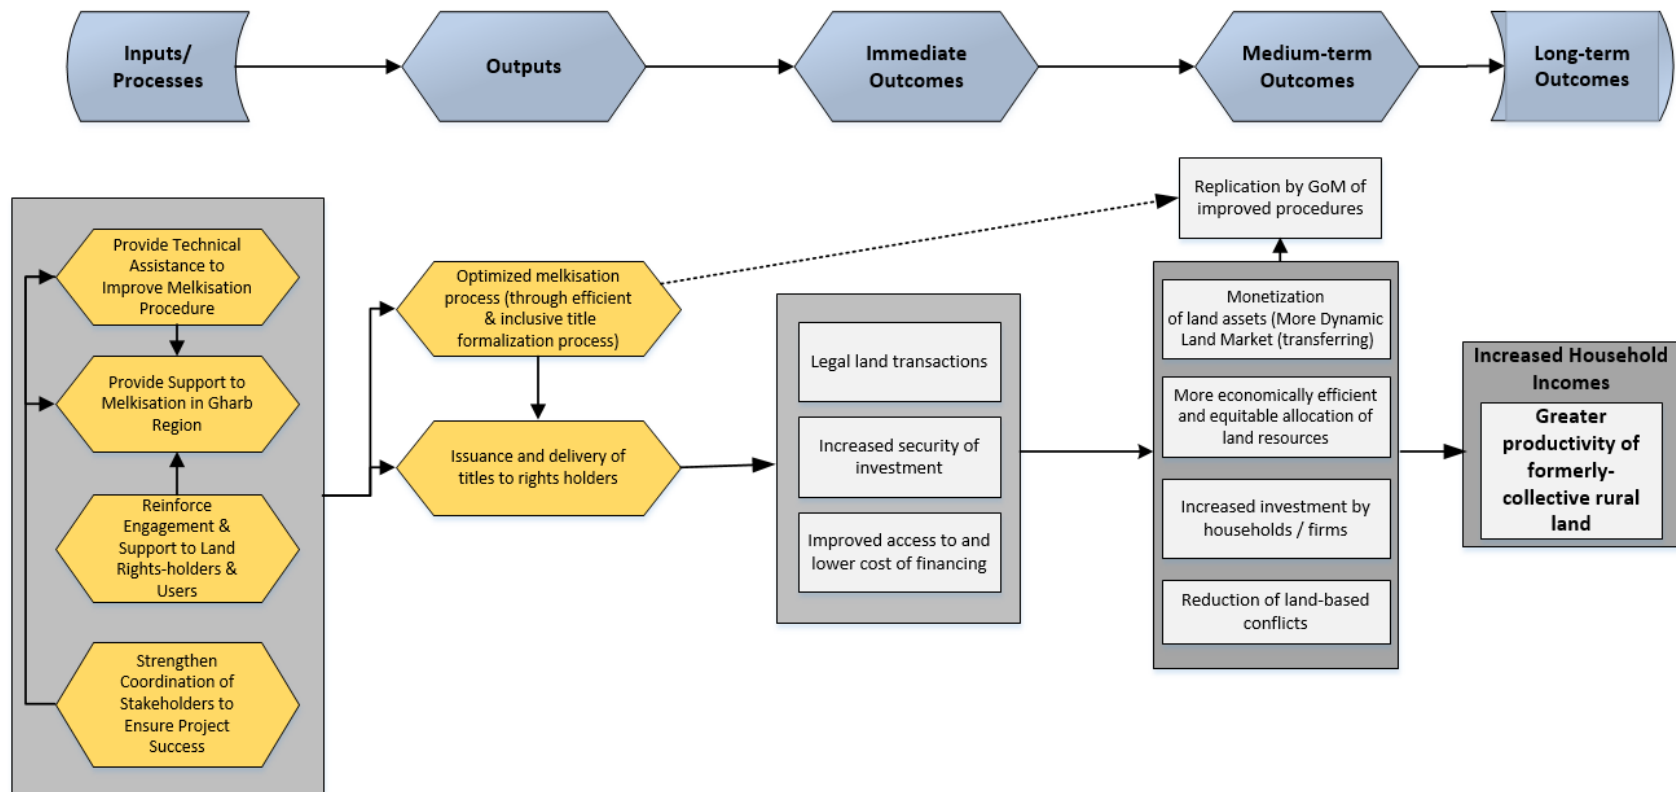 Inputs/
Processes
Outputs
Immediate
Outcomes
Medium-term
Outcomes
Long-term
Outcomes
Provide Technical
Assistance to
Improve Melkisation
Procedure
Provide Support to
Melkisation in Gharb
Region
Reinforce
Engagement &
Support to Land
Rights-holders &
Users
Strengthen
Coordination of
Stakeholders to
Ensure Project
Success
Optimized melkisation
process (through efficient
& inclusive title
formalization process)
Issuance and delivery of
titles to rights holders
Legal land transactions
Increased security of
investment
Improved access to and
lower cost of financing
Replication by GoM of
improved procedures
Monetization
of land assets (More Dynamic
Land Market (transferring)
More economically efficient
and equitable allocation of
land resources
Increased investment by
households / firms
Reduction of land-based
conflicts
Increased Household
Incomes
Greater
productivity of
formerly-
collective rural
land